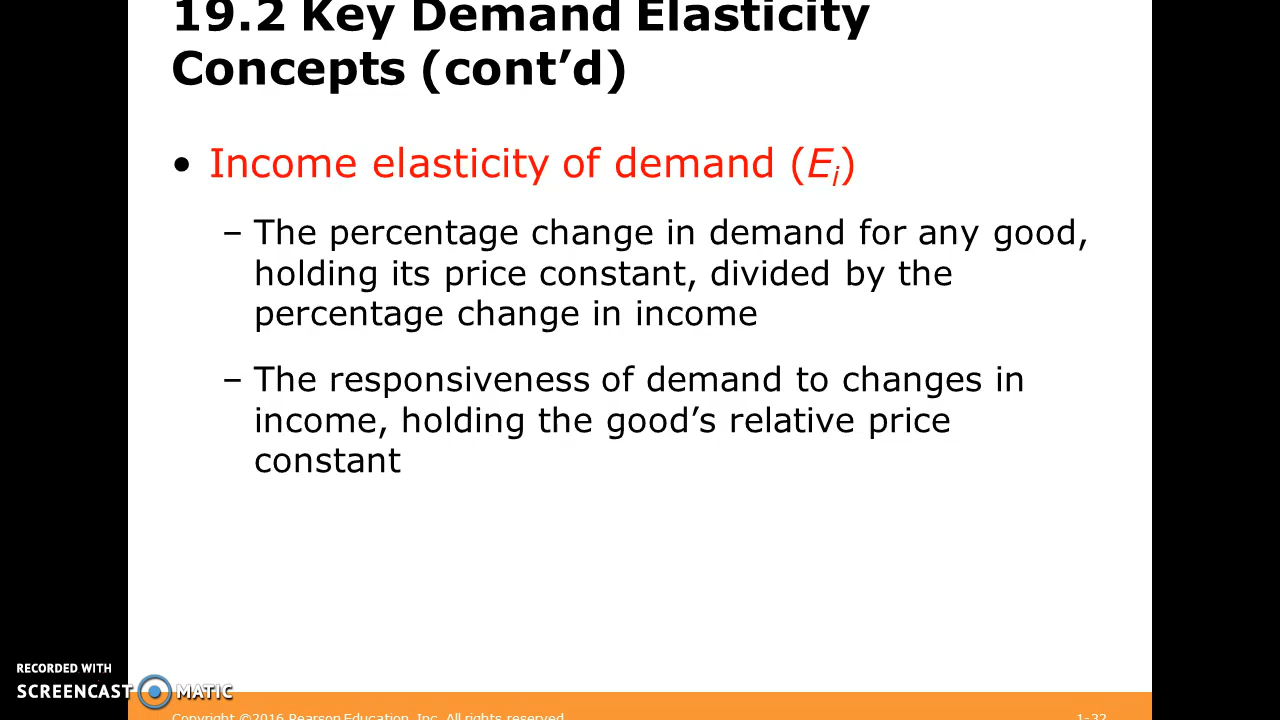 19.2 Key Demand Elasticity
Concepts (cont’d)
• Income elasticity of demand (Ei)
– The percentage change in demand for any good,
holding its price constant, divided by the
percentage change in income
– The responsiveness of demand to changes in
income, holding the good’s relative price
constant
RECORDED WITH
SCREENCAST MATIC
Copyright ©2016 Pearson Education, Inc. All rights reserved. 1-32